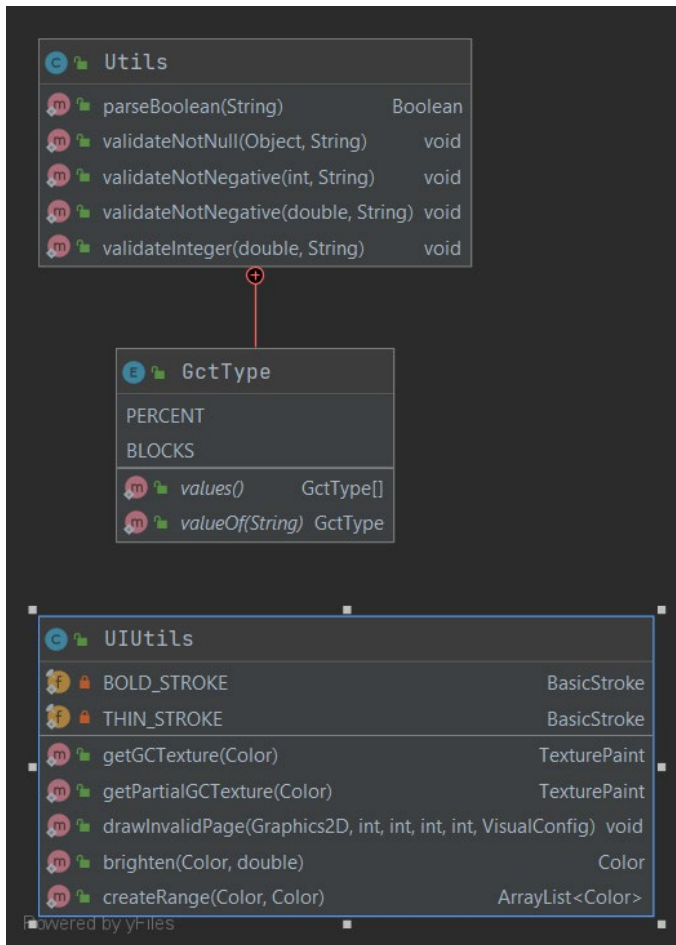 Utils
parseBoolean(String) Boolean
validateNotNull(Object, String) void
validateNotNegative(int, String) void
validateNotNegative(double, String) void
validateInteger(double, String) void
E GctType
PERCENT
BLOCKS
m values() GctType[]
m valueOf(String) GctType
C UIUtils
f BOLD_STROKE BasicStroke
f THIN_STROKE BasicStroke
m getGCTexture(Color) TexturePaint
m getPartialGCTexture(Color) TexturePaint
m drawInvalidPage(Graphics2D, int, int, int, int, VisualConfig) void
m brighten(Color, double) Color
m createRange(Color, Color) ArrayList<Color>
Powered by yFiles